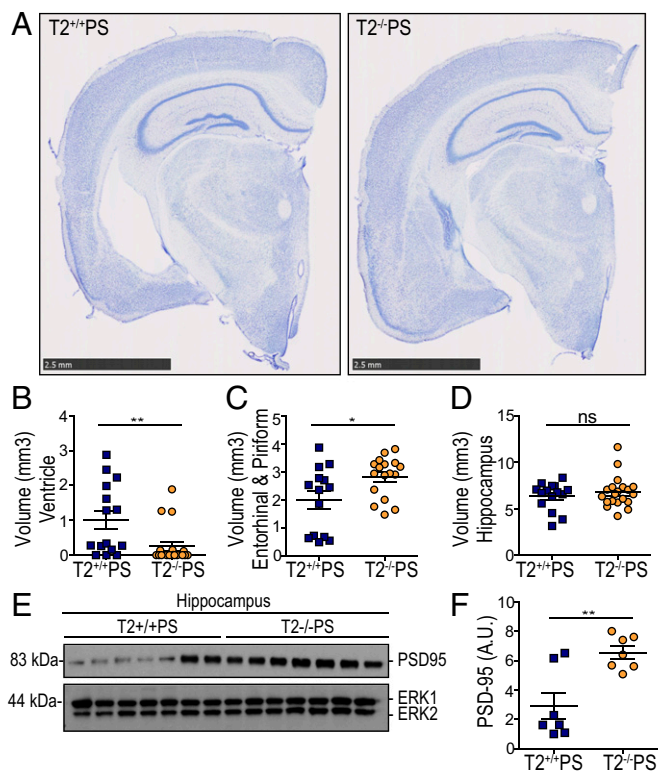 A
T2+/+PS
T2-/-PS
2.5 mm
2.5 mm
B
**
Volume (mm3)
Ventricle
4
3
2
1
0
T2+/+PS
T2-/-PS
C
*
Volume (mm3)
Entorhinal & Piriform
5
4
3
2
1
0
T2+/+PS
T2-/-PS
D
ns
Volume (mm3)
Hippocampus
15
10
5
0
T2+/+PS
T2-/-PS
E
Hippocampus
T2+/+PS
T2-/-PS
83 kDa-
-PSD95
44 kDa-
ERK1
ERK2
F
**
PSD-95 (A.U.)
10
8
6
4
2
0
T2+/+PS
T2-/-PS